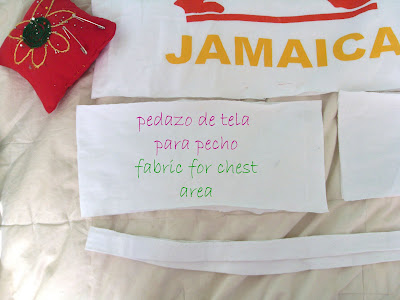 JAMAICA
pedazo de tela
para pecho
fabric for chest
area